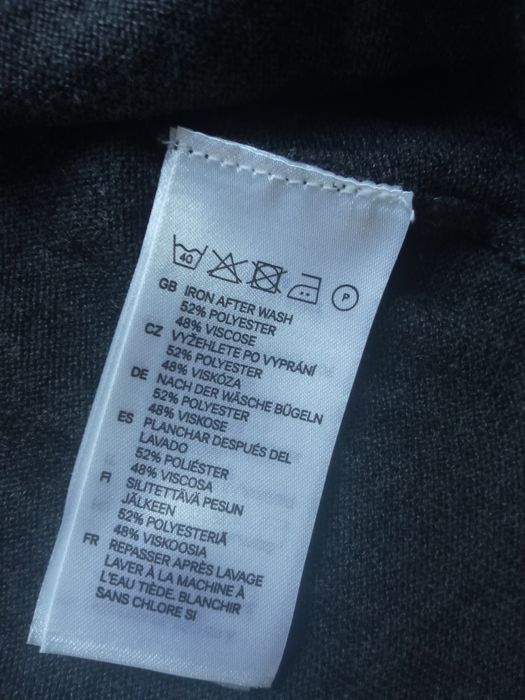 40 P
GB IRON AFTER WASH
52% POLYESTER
48% VISCOSE
CZ VYŽEHLETE PO VYPRÁNÍ
52% POLYESTER
48% VISKÓZA
DE NACH DER WÄSCHE BÜGELN
52% POLYESTER
48% VISKOSE
ES PLANCHAR DESPUÉS DEL
LAVADO
52% POLIÉSTER
48% VISCOSA
FI SILITETTÄVÄ PESUN
JÄLKEEN
52% POLYESTERIÄ
48% VISKOOSIA
FR REPASSER APRÈS LAVAGE
LAVER À LA MACHINE À
L'EAU TIÈDE. BLANCHIR
SANS CHLORE SI